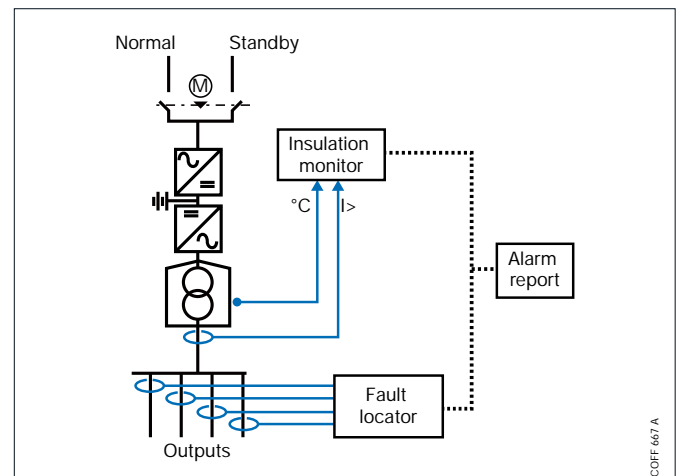 Normal
Standby
M
Insulation
monitor
°C
I>
Alarm
report
Fault
locator
Outputs
COFF 667 A